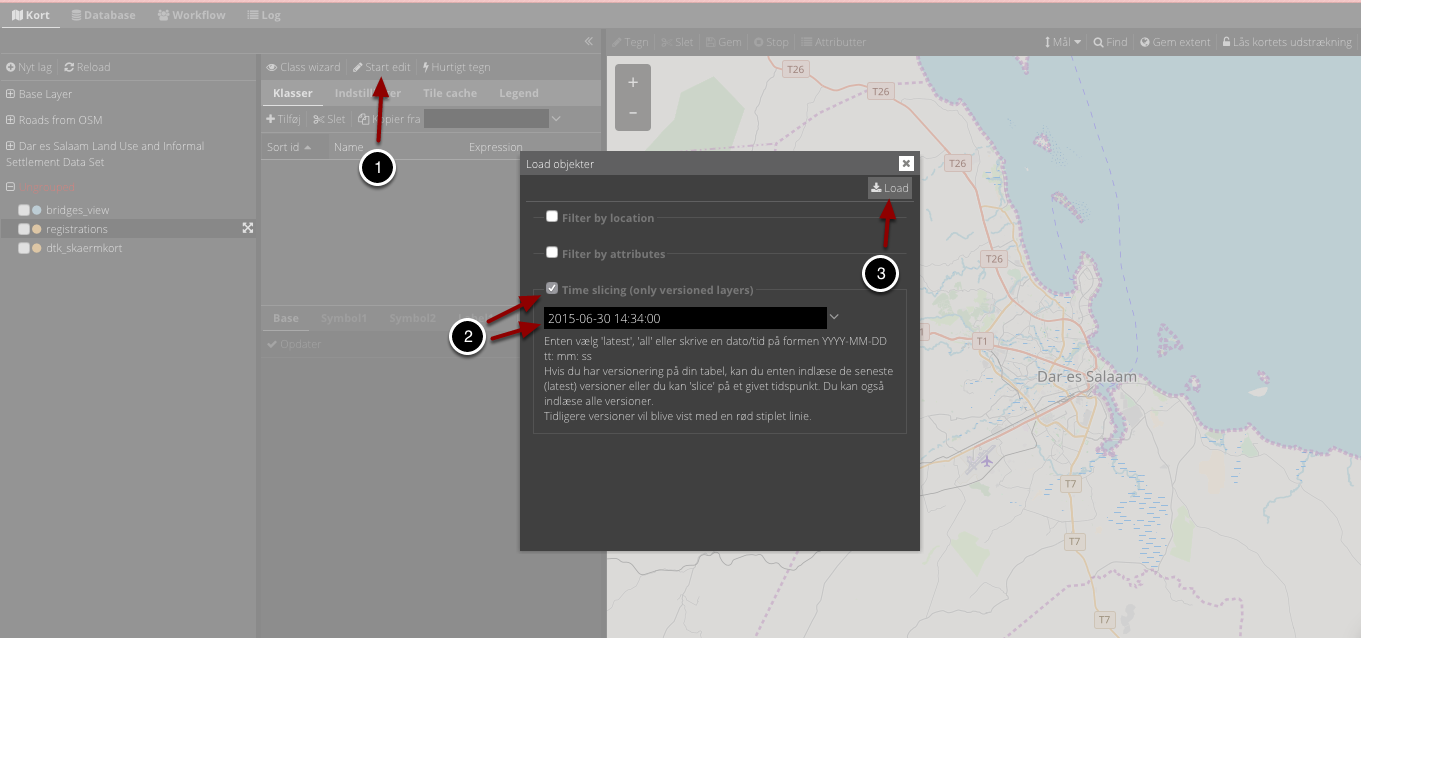 Kort Database Workflow Log
Tegn Slet Gem Stop Attributter Mål Find Gem extent Lås kortets udstrækning
Nyt lag Reload
Base Layer
Roads from OSM
Dar es Salaam Land Use and Informal
Settlement Data Set
bridges_view
registrations
dtk_skaermkort
Class wizard Start edit Hurtigt tegn
Klasser Tile cache Legend
Tilføj Slet Kopier fra
Sort id Name Expression
1
Base Symbol1 Symbol2
Opdater
Load objekter
Load
Filter by location
Filter by attributes
3
Time slicing (only versioned layers)
2
2015-06-30 14:34:00
Enten vælg 'latest', 'all' eller skrive en dato/tid på formen YYYY-MM-DD
tt: mm: ss
Hvis du har versionering på din tabel, kan du enten indlæse de seneste
(latest) versioner eller du kan 'slice' på et givet tidspunkt. Du kan også
indlæse alle versioner.
Tidligere versioner vil blive vist med en rød stiplet linie.
+
−
T26
T26
T26
T26
T1
Dar es Salaam
T7
T7
T7